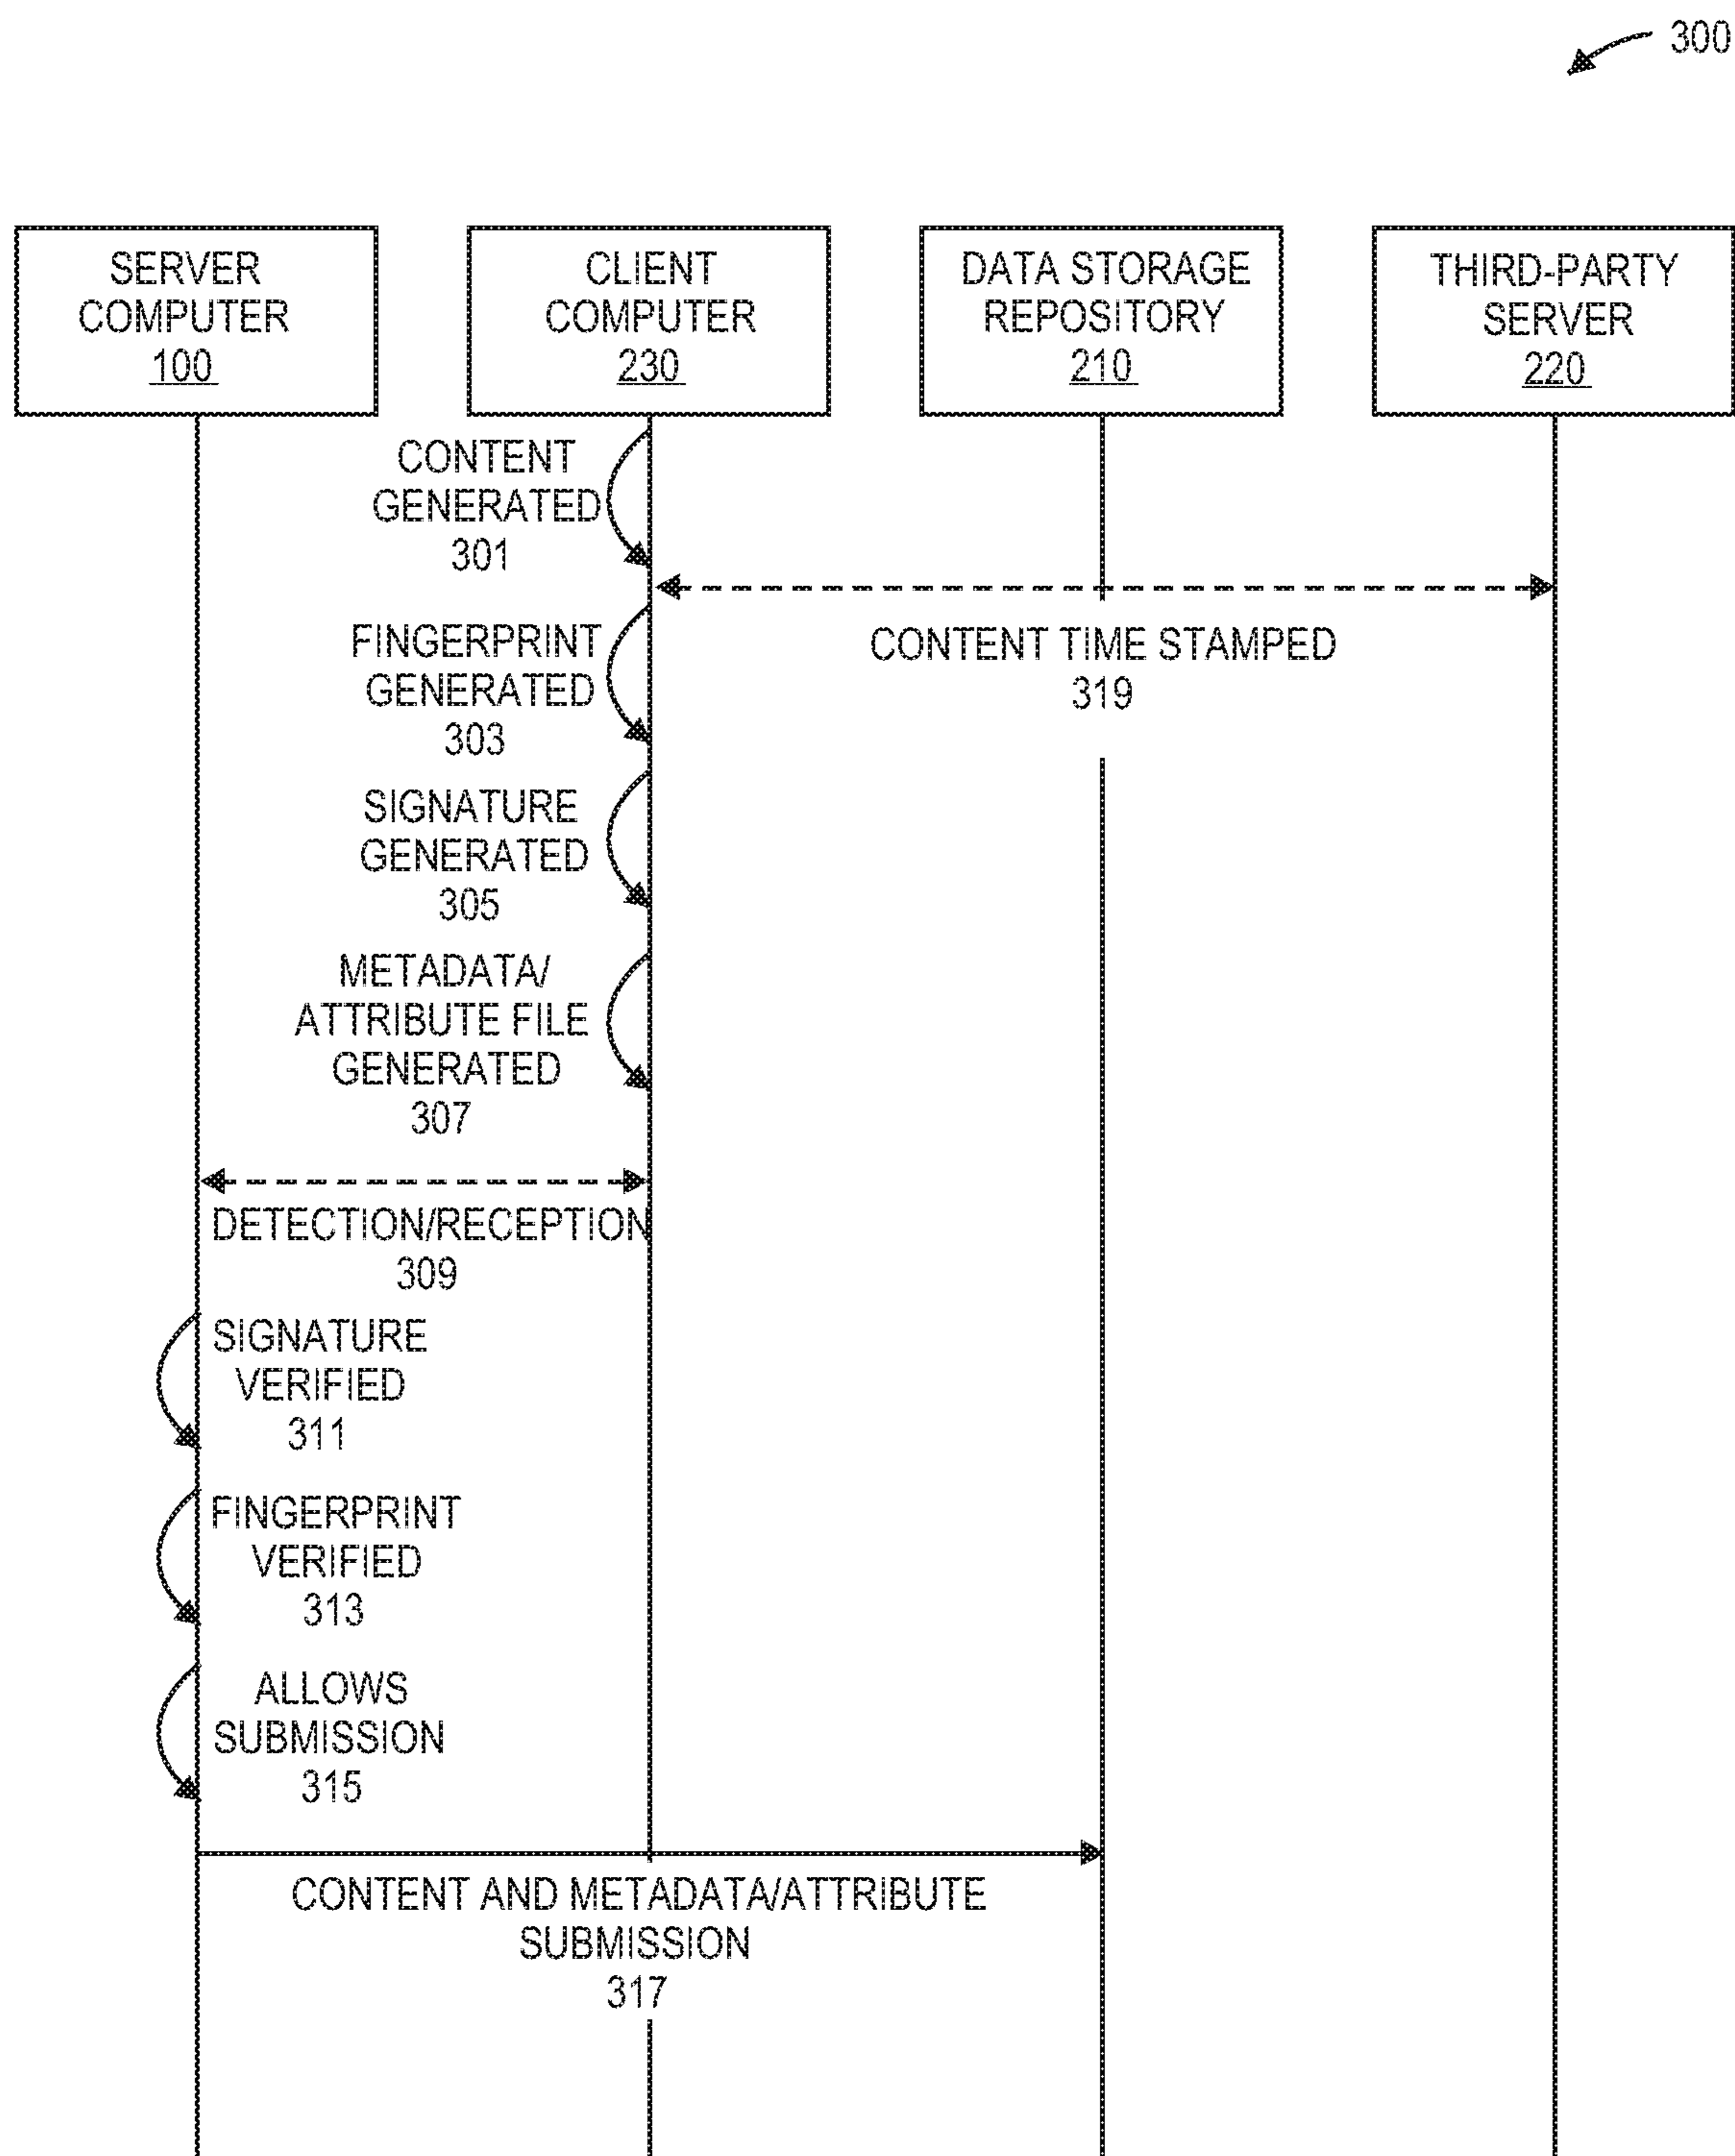 300
SERVER
COMPUTER
100
CLIENT
COMPUTER
230
DATA STORAGE
REPOSITORY
210
THIRD-PARTY
SERVER
220
CONTENT
GENERATED
301
FINGERPRINT
GENERATED
303
CONTENT TIME STAMPED
319
SIGNATURE
GENERATED
305
METADATA/
ATTRIBUTE FILE
GENERATED
307
DETECTION/RECEPTION
309
SIGNATURE
VERIFIED
311
FINGERPRINT
VERIFIED
313
ALLOWS
SUBMISSION
315
CONTENT AND METADATA/ATTRIBUTE
SUBMISSION
317